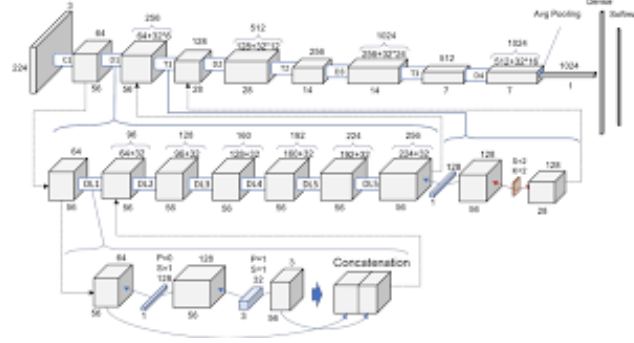 Dense
Softmax
Avg Pooling
3
64
256
64+32*6
128
512
128+32*12
256
1024
256+32*24
512
1024
512+32*16
1024
224
C1
D1
T1
D2
T2
D3
T3
D4
56
56
28
28
14
14
7
7
1
64
96
64+32
128
96+32
160
128+32
192
160+32
224
192+32
256
224+32
128
128
S=2
K=2
128
DL1
DL2
DL3
DL4
DL5
56
56
56
56
56
56
56
1
56
28
64
P=0
S=1
128
128
P=1
S=1
32
3
Concatenation
56
1
56
3
56